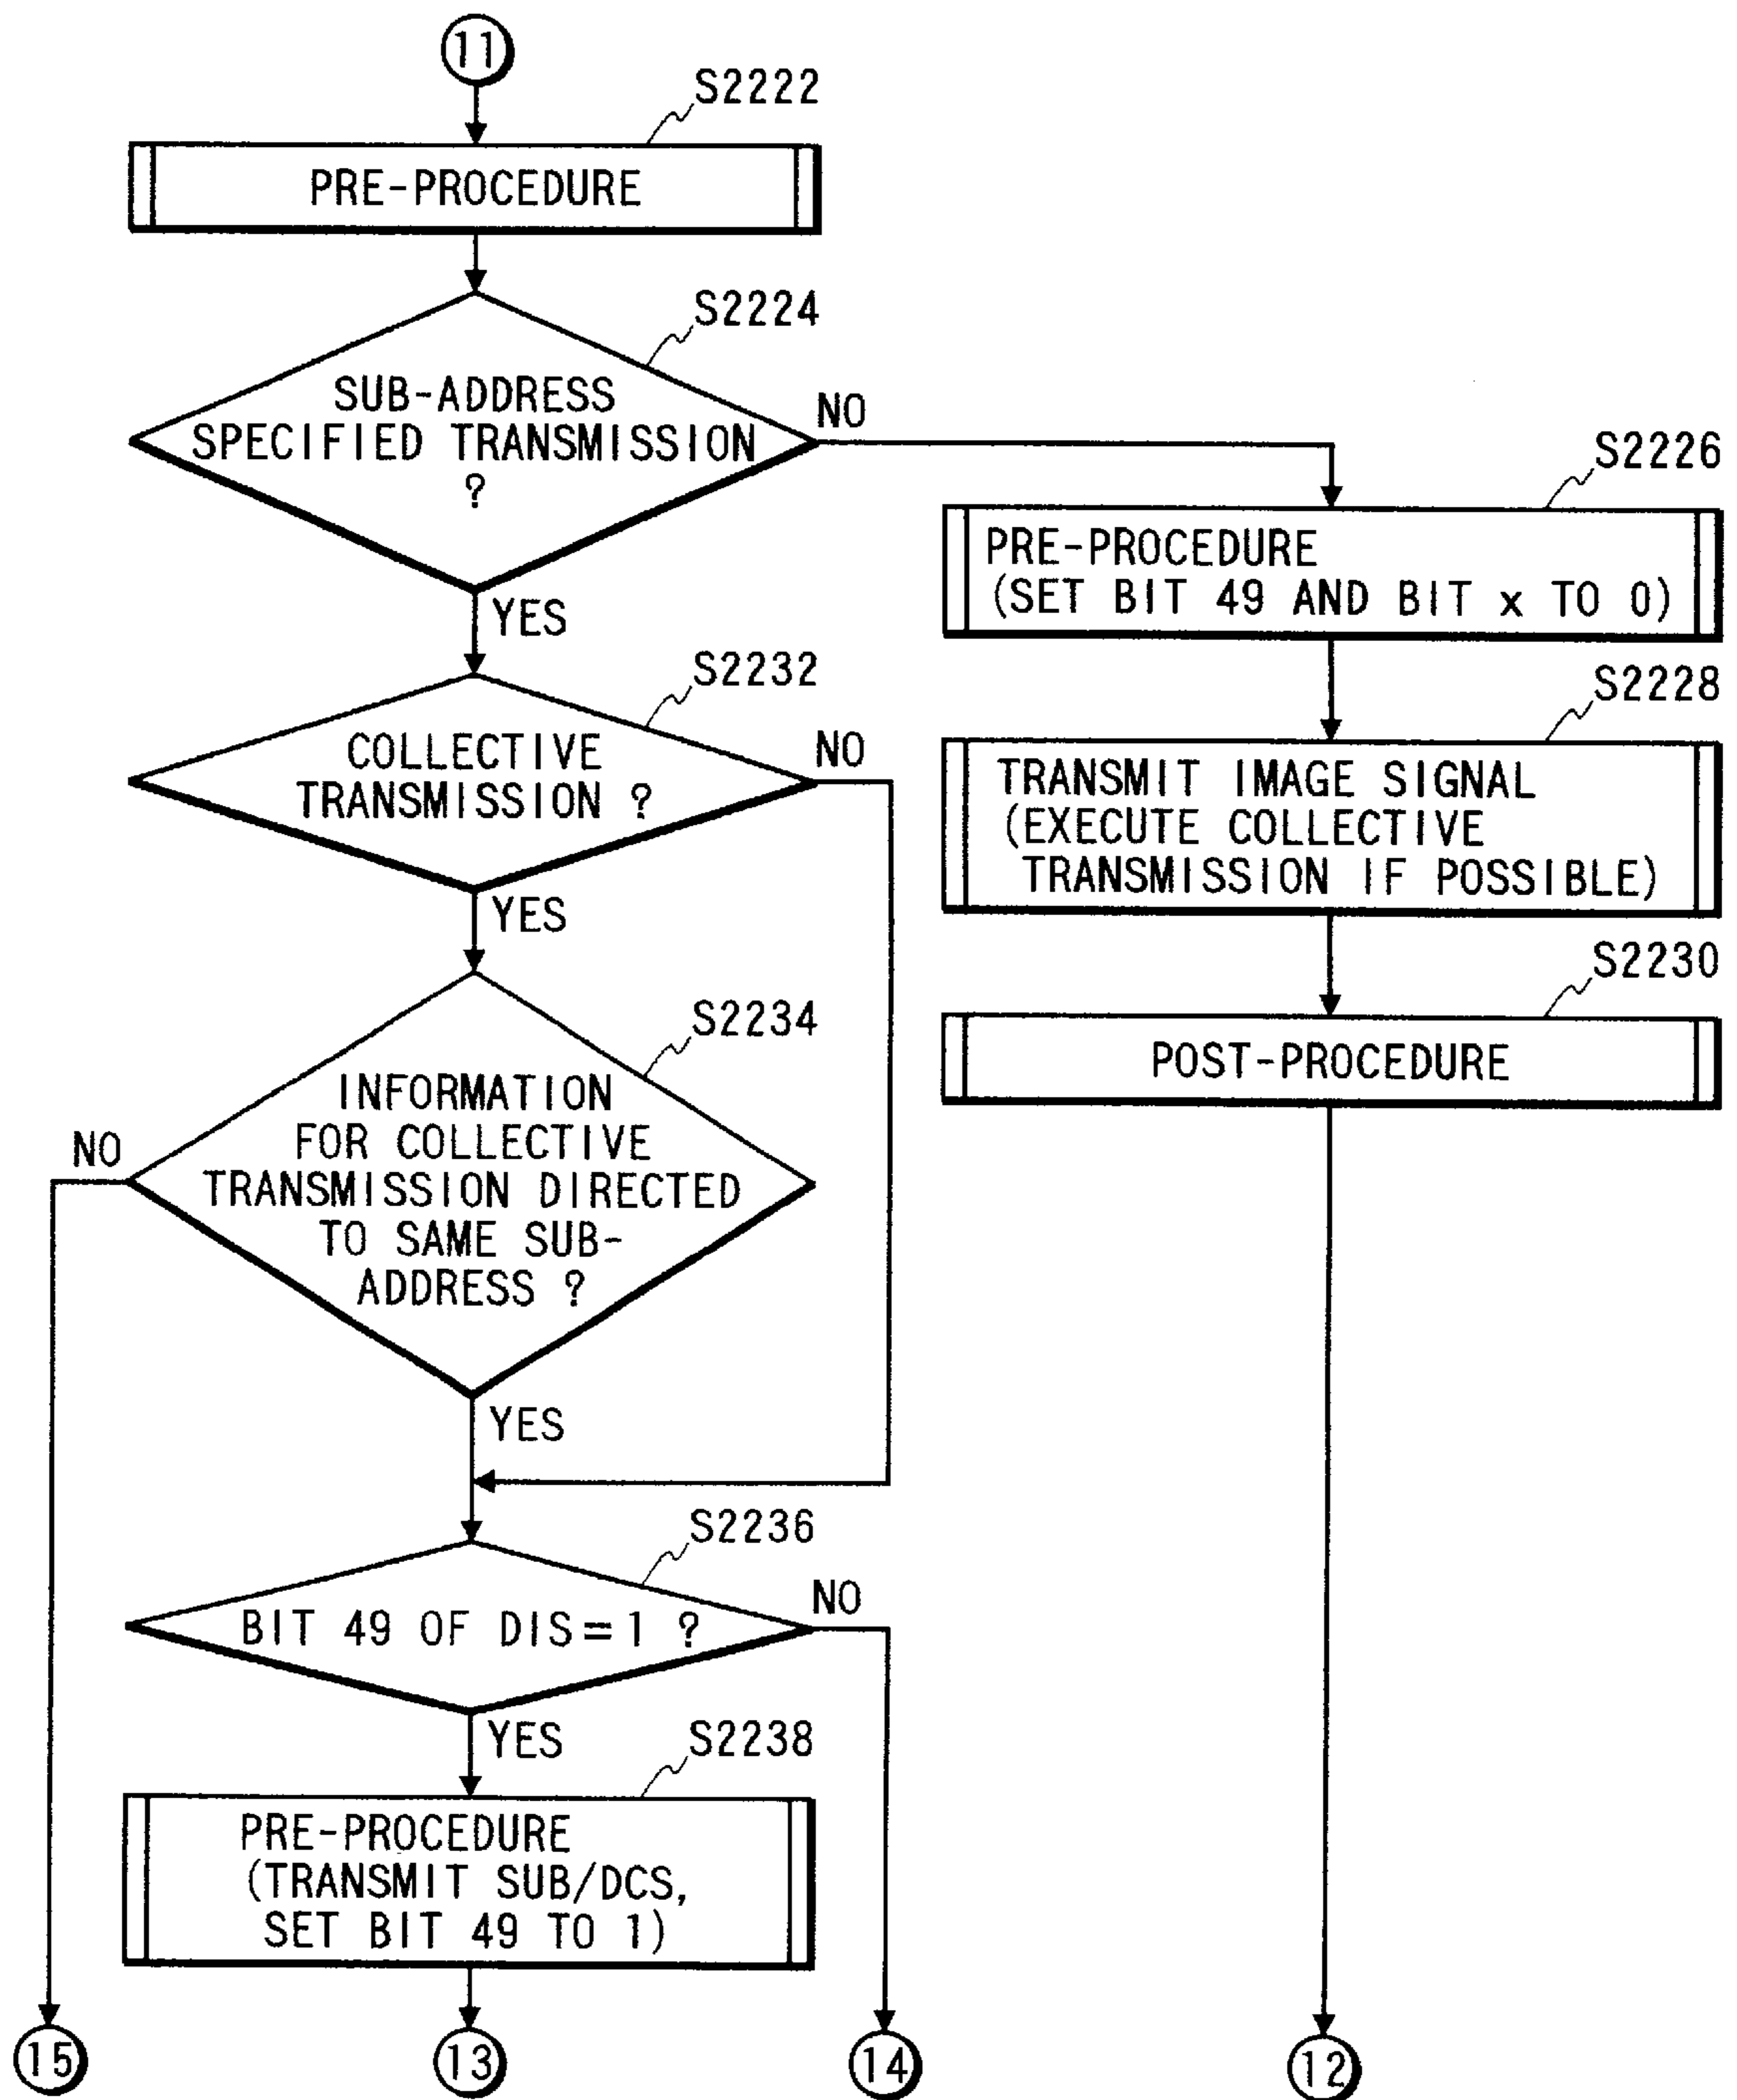 11
S2222
PRE-PROCEDURE
S2224
SUB-ADDRESS
SPECIFIED TRANSMISSION
?
NO
YES
S2226
PRE-PROCEDURE
(SET BIT 49 AND BIT x TO 0)
S2228
TRANSMIT IMAGE SIGNAL
(EXECUTE COLLECTIVE
TRANSMISSION IF POSSIBLE)
S2230
POST-PROCEDURE
S2232
COLLECTIVE
TRANSMISSION ?
NO
YES
S2234
INFORMATION
FOR COLLECTIVE
TRANSMISSION DIRECTED
TO SAME SUB-
ADDRESS ?
NO
YES
S2236
BIT 49 OF DIS=1 ?
NO
YES
S2238
PRE-PROCEDURE
(TRANSMIT SUB/DCS,
SET BIT 49 TO 1)
15
13
14
12